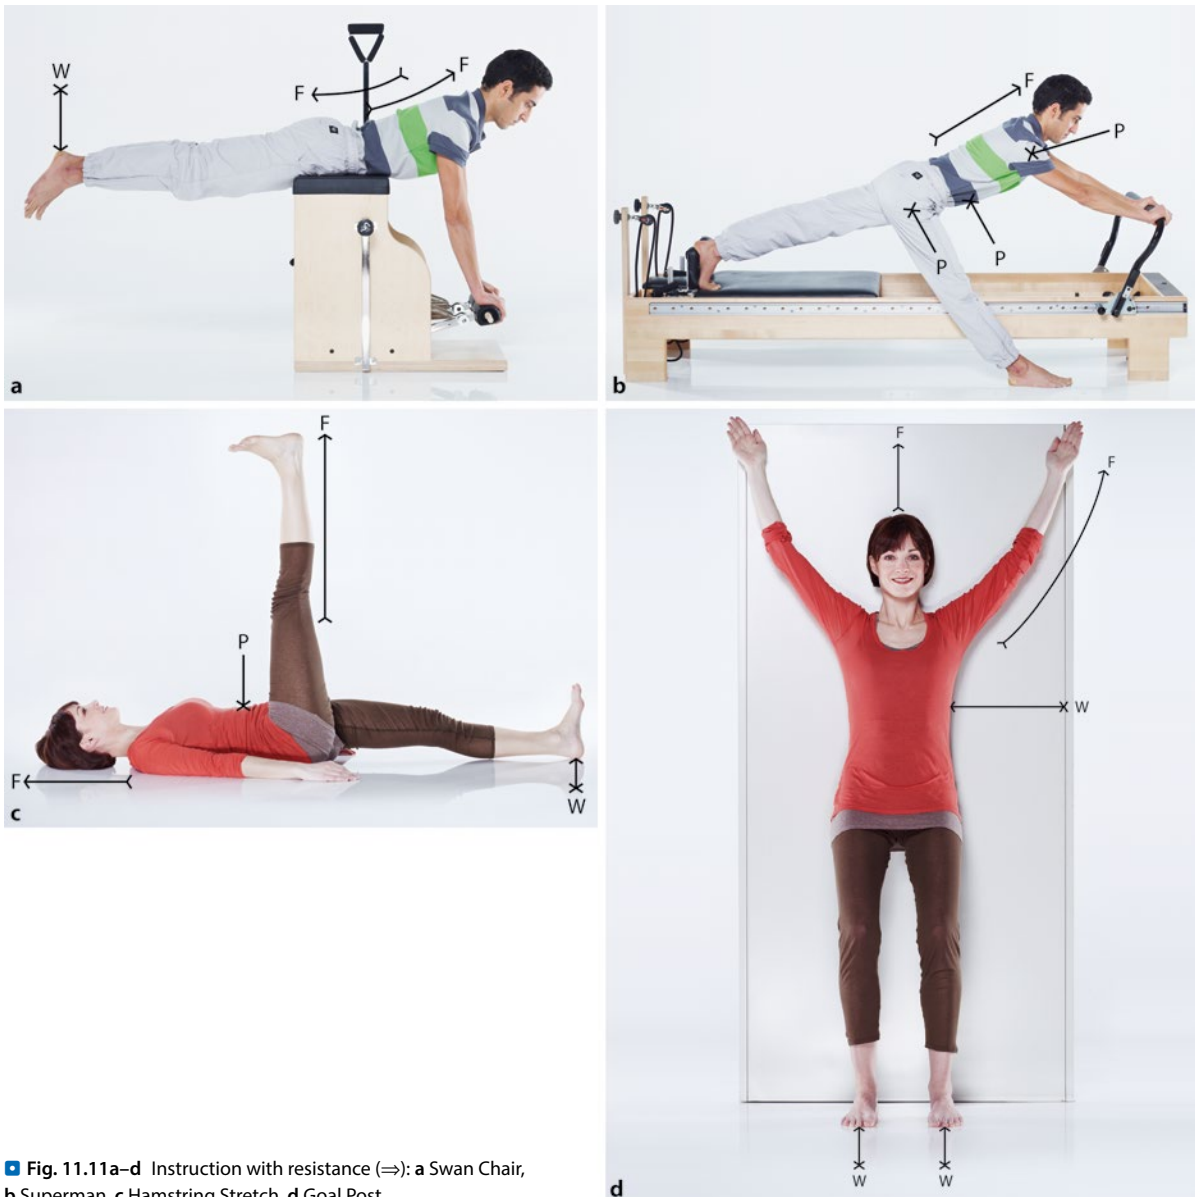 W
F
F
a
F
P
P
P
b
F
P
F
W
c
F
F
W
W
W
d
Fig. 11.11a–d Instruction with resistance (⇒): a Swan Chair,
b Superman, c Hamstring Stretch, d Goal Post